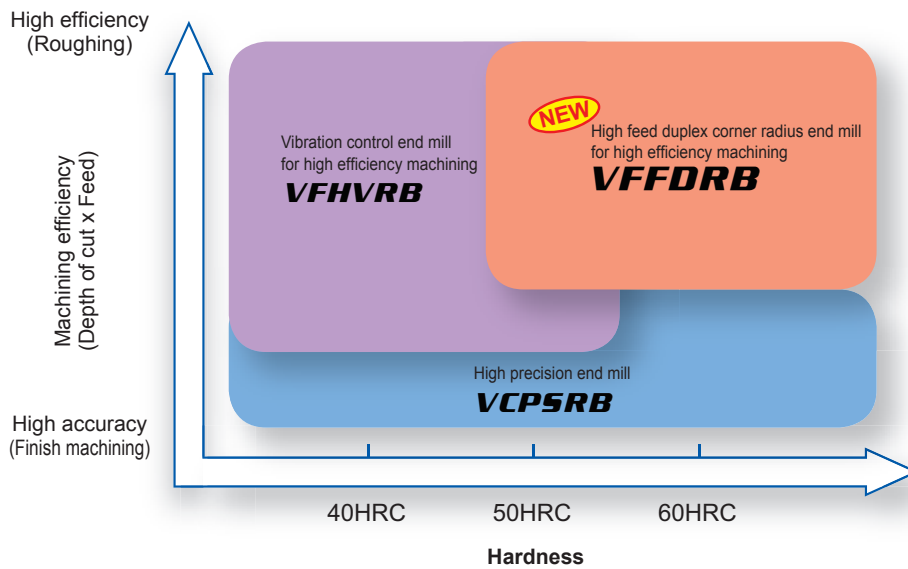 High efficiency
(Roughing)
Machining efficiency
(Depth of cut x Feed)
High accuracy
(Finish machining)
Vibration control end mill
for high efficiency machining
VFHVRB
NEW
High feed duplex corner radius end mill
for high efficiency machining
VFFDRB
High precision end mill
VCPSRB
40HRC
50HRC
60HRC
Hardness